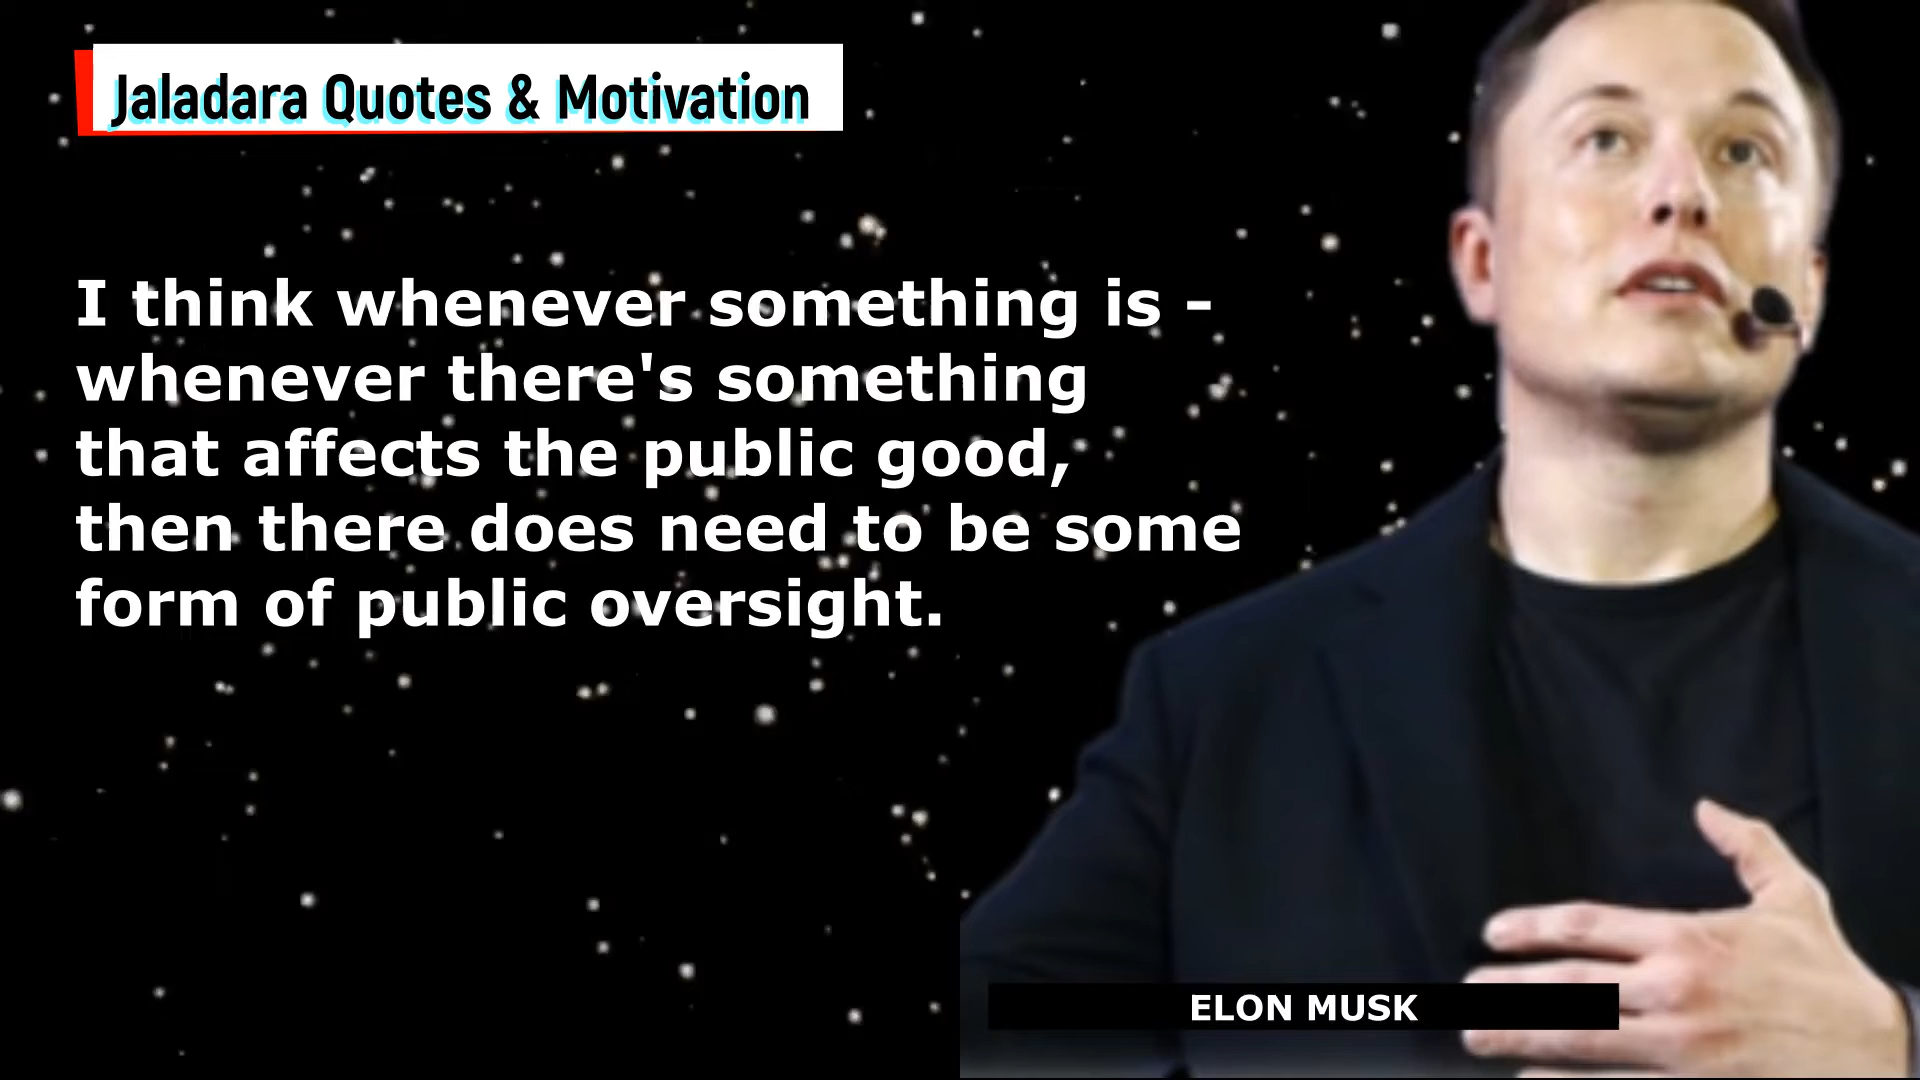 Jaladara Quotes & Motivation
I think whenever something is -
whenever there's something
that affects the public good,
then there does need to be some
form of public oversight.
ELON MUSK